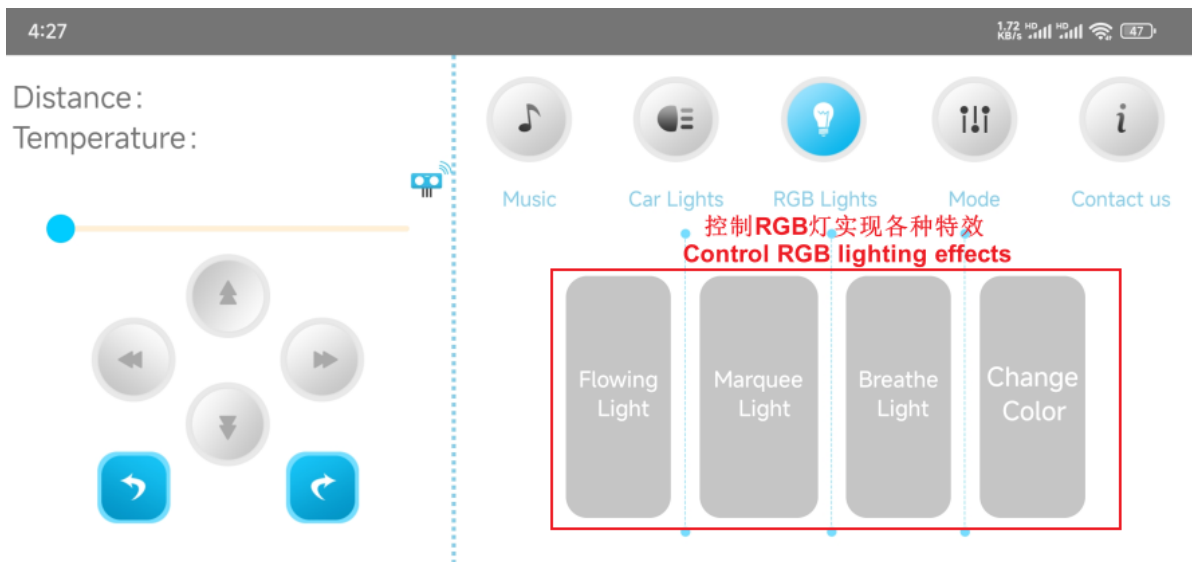 4:27
1.72 KB/s HD HD 47
Distance:
Temperature:
Music
Car Lights
RGB Lights
Mode
Contact us
控制RGB灯实现各种特效
Control RGB lighting effects
Flowing
Light
Marquee
Light
Breathe
Light
Change
Color